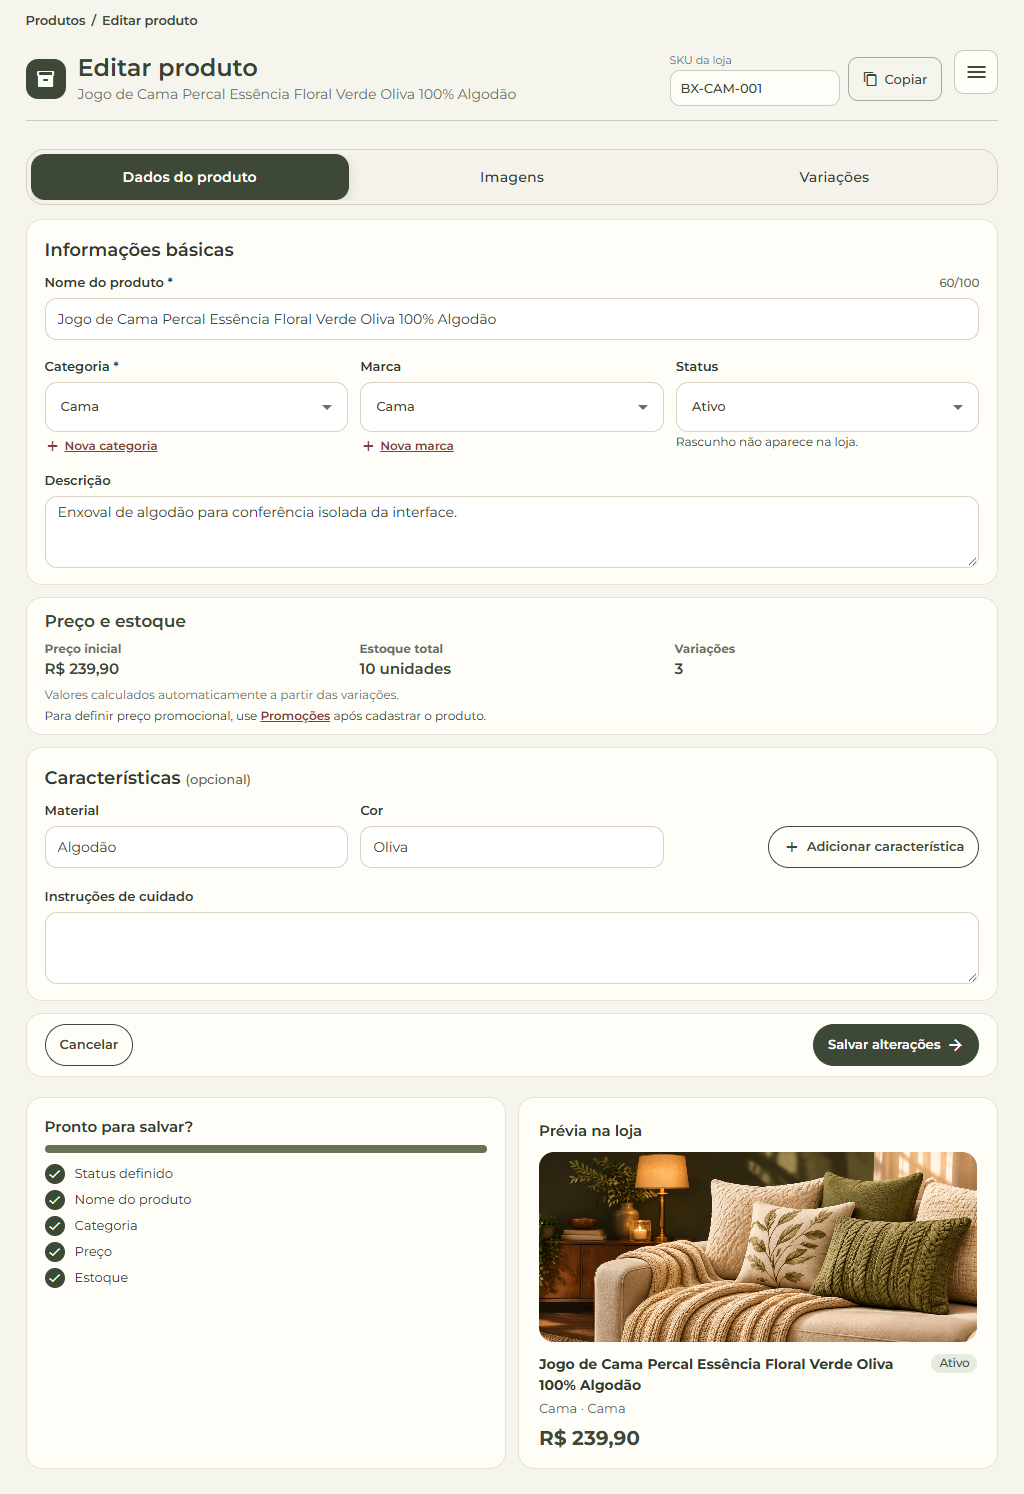 Produtos / Editar produto
Editar produto
Jogo de Cama Percal Essência Floral Verde Oliva 100% Algodão
SKU da loja
BX-CAM-001
Copiar
Dados do produto
Imagens
Variações
Informações básicas
Nome do produto *
60/100
Jogo de Cama Percal Essência Floral Verde Oliva 100% Algodão
Categoria *
Marca
Status
Cama
Cama
Ativo
+ Nova categoria
+ Nova marca
Rascunho não aparece na loja.
Descrição
Enxoval de algodão para conferência isolada da interface.
Preço e estoque
Preço inicial
Estoque total
Variações
R$ 239,90
10 unidades
3
Valores calculados automaticamente a partir das variações.
Para definir preço promocional, use Promoções após cadastrar o produto.
Características (opcional)
Material
Cor
Algodão
Oliva
+ Adicionar característica
Instruções de cuidado
Cancelar
Salvar alterações →
Pronto para salvar?
Status definido
Nome do produto
Categoria
Preço
Estoque
Prévia na loja
Jogo de Cama Percal Essência Floral Verde Oliva
100% Algodão
Ativo
Cama · Cama
R$ 239,90